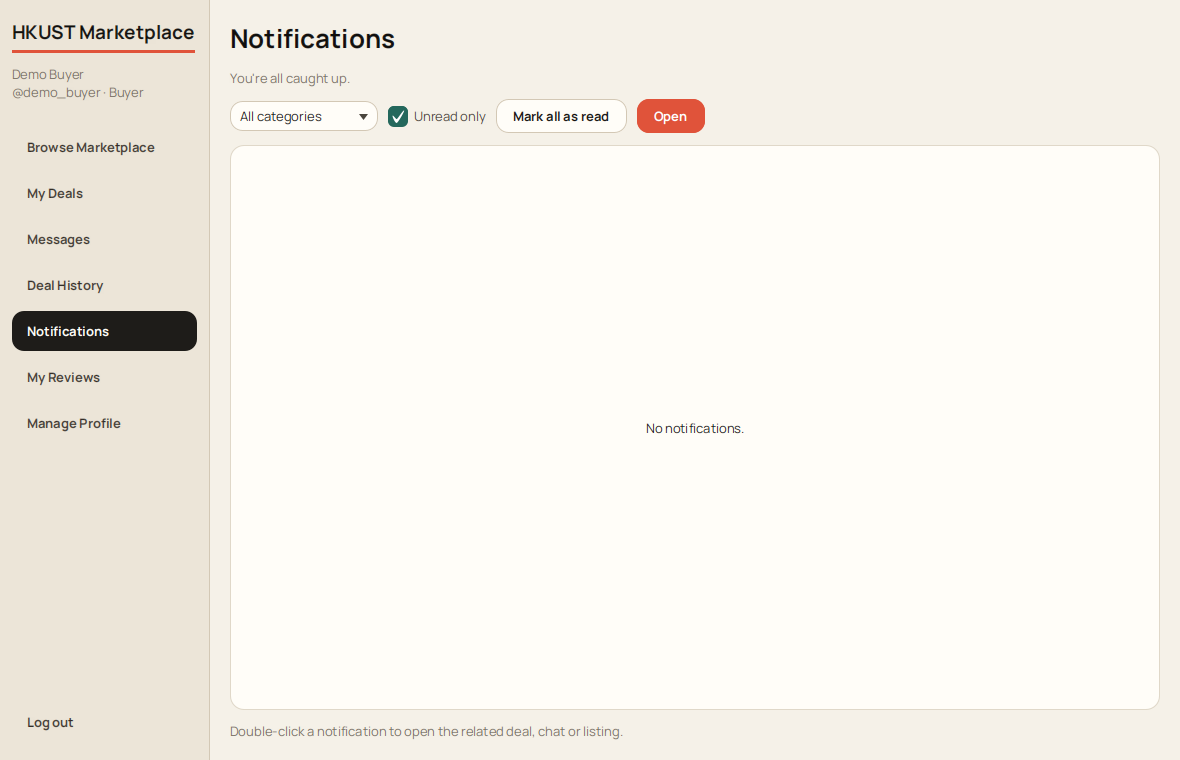 HKUST Marketplace
Demo Buyer
@demo_buyer · Buyer
Browse Marketplace
My Deals
Messages
Deal History
Notifications
My Reviews
Manage Profile
Log out
Notifications
You're all caught up.
All categories
Unread only
Mark all as read
Open
No notifications.
Double-click a notification to open the related deal, chat or listing.